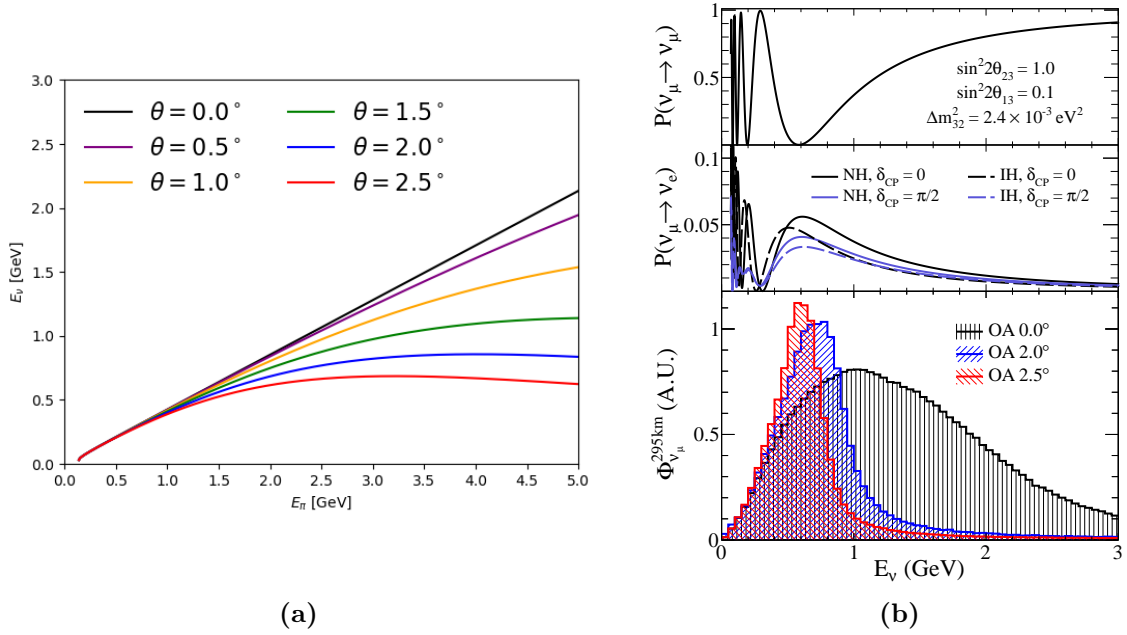 3.0
2.5
2.0
1.5
1.0
0.5
0.0
E_ν [GeV]
θ = 0.0° θ = 1.5°
θ = 0.5° θ = 2.0°
θ = 1.0° θ = 2.5°
0.0 0.5 1.0 1.5 2.0 2.5 3.0 3.5 4.0 4.5 5.0
E_π [GeV]
(a)
P(ν_μ → ν_μ)
1
0.5
sin²2θ_23 = 1.0
sin²2θ_13 = 0.1
Δm²_32 = 2.4 × 10⁻³ eV²
P(ν_μ → ν_e)
0.1
0.05
NH, δ_CP = 0 IH, δ_CP = 0
NH, δ_CP = π/2 IH, δ_CP = π/2
Φ^295km_ν_μ (A.U.)
1
0.5
0
OA 0.0°
OA 2.0°
OA 2.5°
0 1 2 3
E_ν (GeV)
(b)